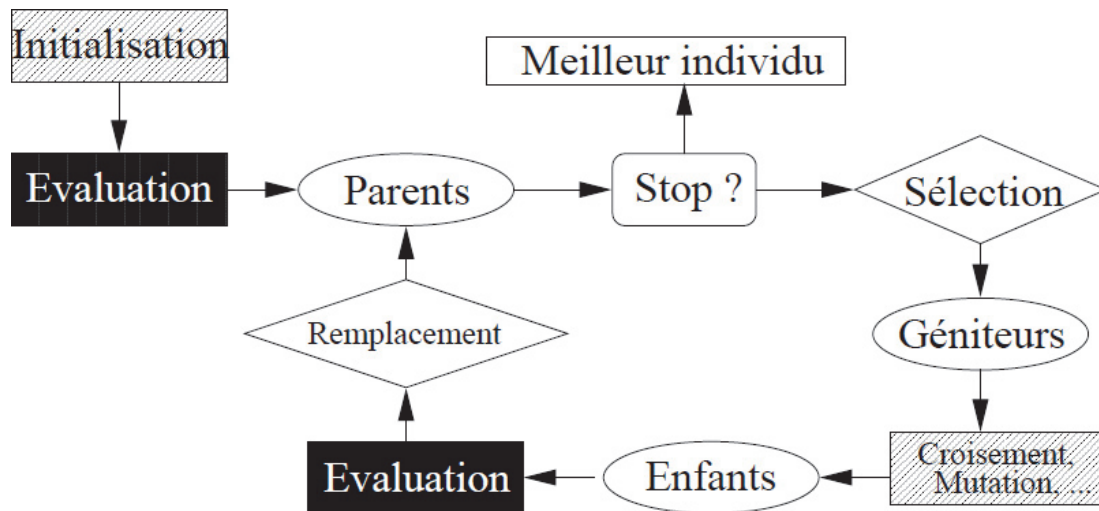 Initialisation
Meilleur individu
Evaluation
Parents
Stop ?
Sélection
Remplacement
Géniteurs
Evaluation
Enfants
Croisement,
Mutation, ...